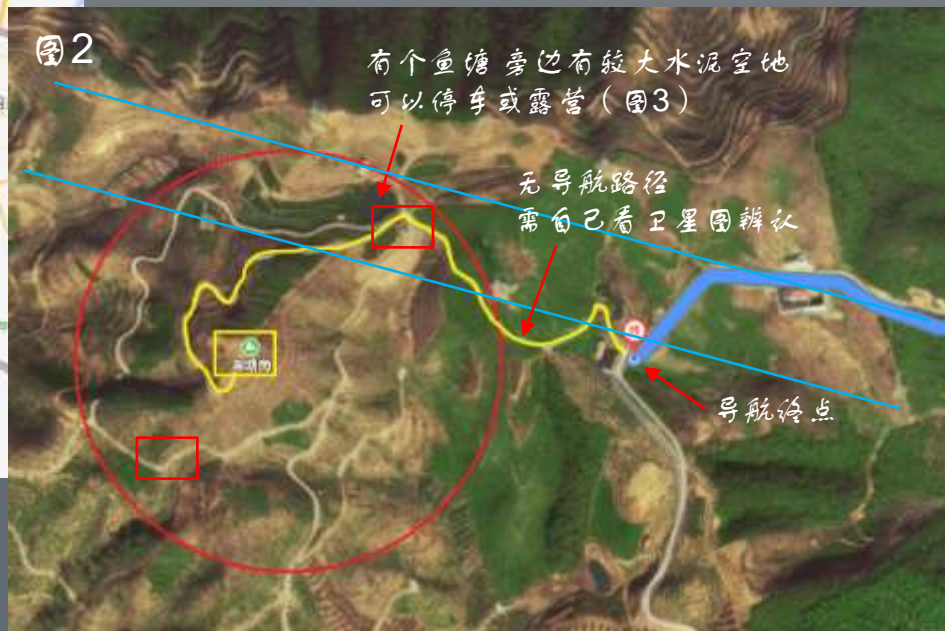 图2
有个鱼塘 旁边有较大水泥空地
可以停车或露营（图3）
无导航路径
需自己看卫星图辨认
导航终点